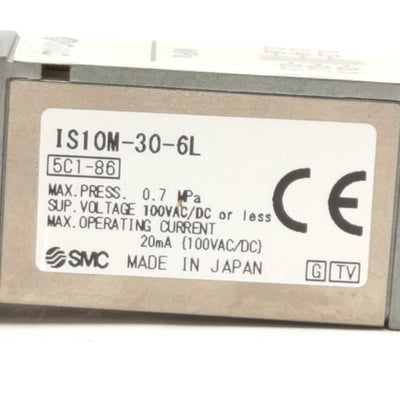 IS10M-30-6L
5C1-86
MAX.PRESS. 0.7 MPa
SUP.VOLTAGE 100VAC/DC or less
MAX.OPERATING CURRENT
20mA (100VAC/DC)
CE
SMC MADE IN JAPAN G TV